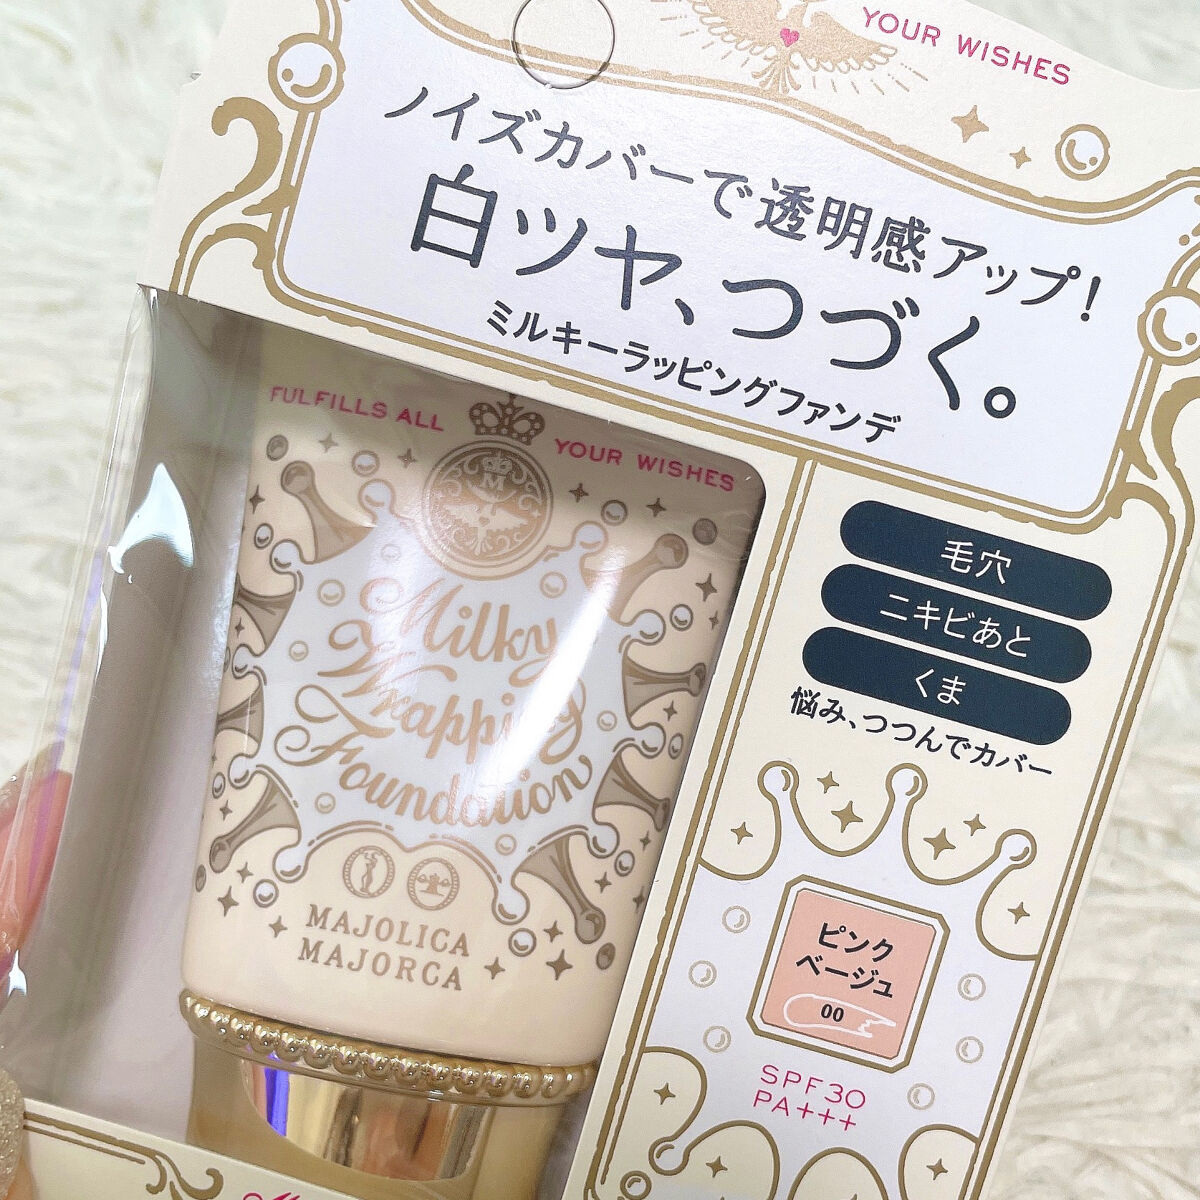 YOUR WISHES
ノイズカバーで透明感アップ!
白ツヤ、つづく。
ミルキーラッピングファンデ
FULFILLS ALL
YOUR WISHES
M
Milky
Wrapping
Foundation
MAJOLICA
MAJORCA
毛穴
ニキビあと
くま
悩み、つつんでカバー
ピンク
ベージュ
00
SPF30
PA+++